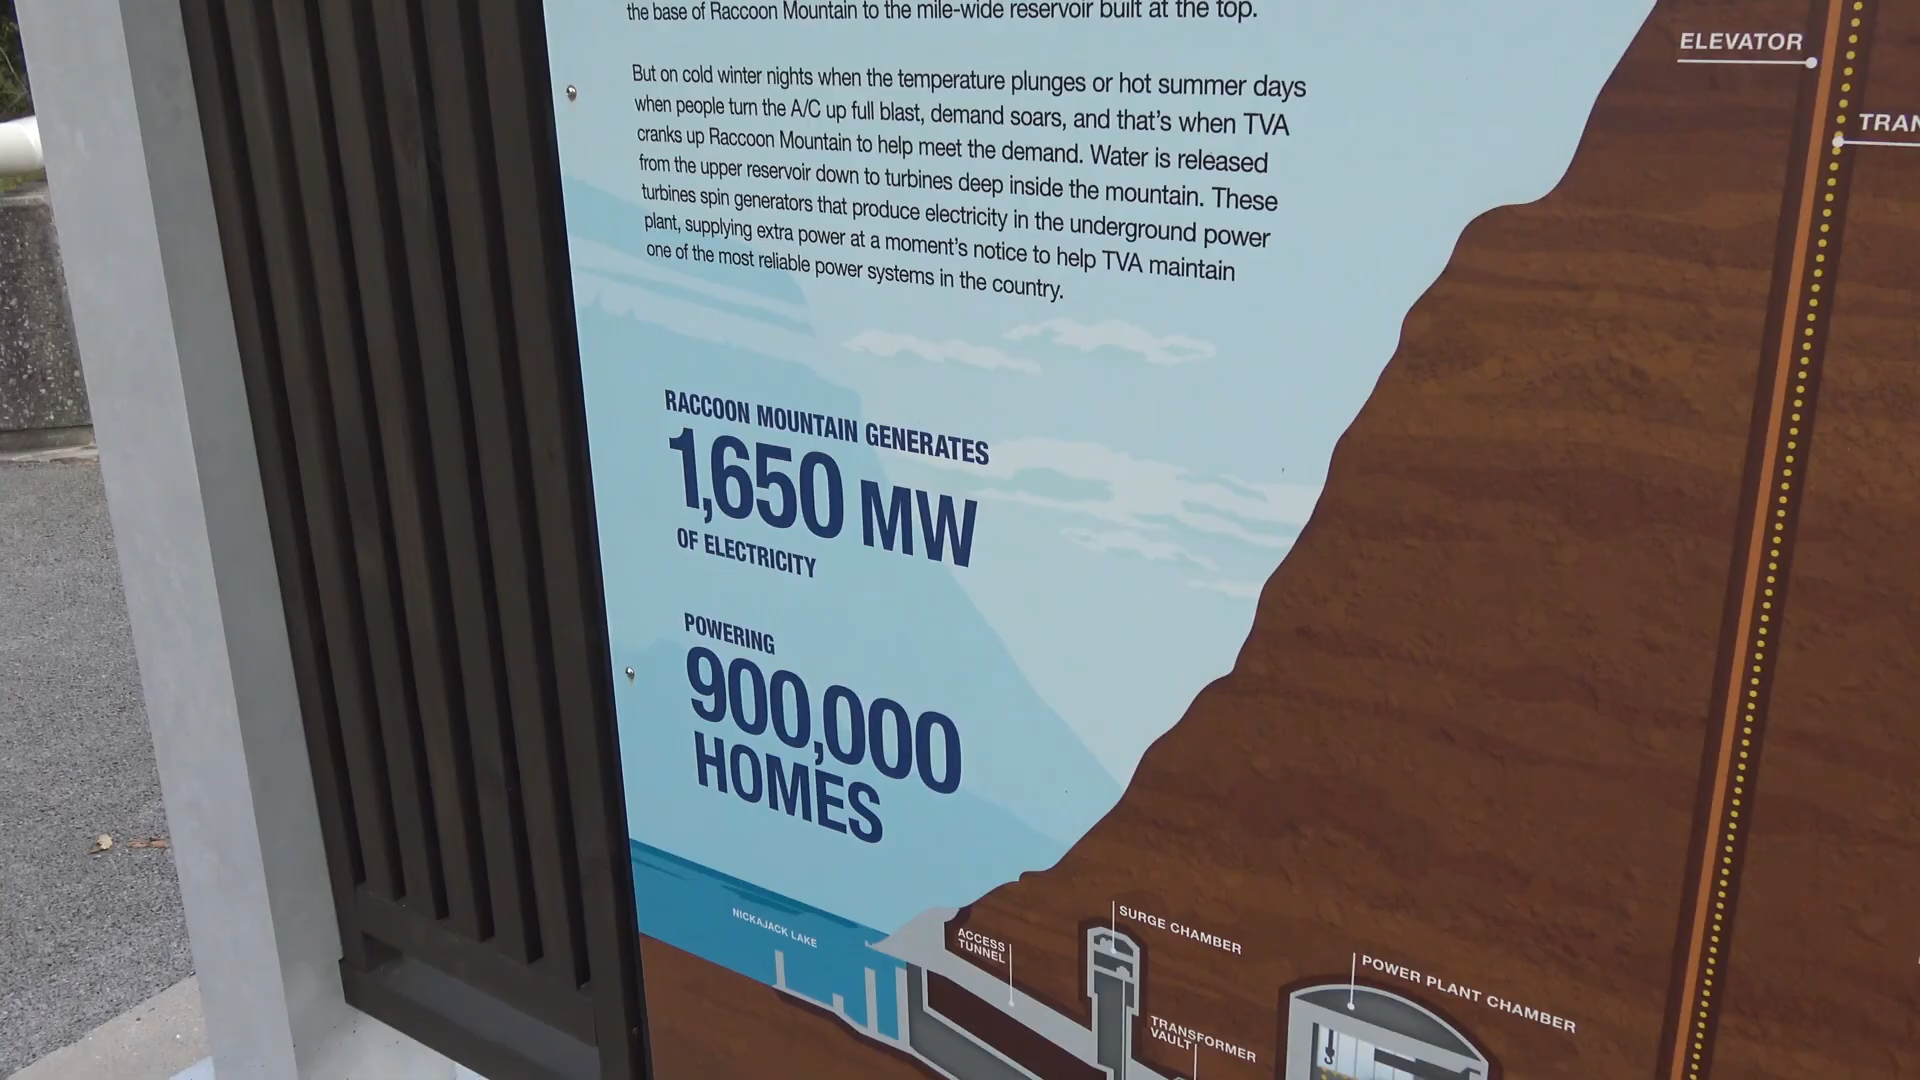 the base of Raccoon Mountain to the mile-wide reservoir built at the top.
But on cold winter nights when the temperature plunges or hot summer days
when people turn the A/C up full blast, demand soars, and that's when TVA
cranks up Raccoon Mountain to help meet the demand. Water is released
from the upper reservoir down to turbines deep inside the mountain. These
turbines spin generators that produce electricity in the underground power
plant, supplying extra power at a moment's notice to help TVA maintain
one of the most reliable power systems in the country.
RACCOON MOUNTAIN GENERATES
1,650 MW
OF ELECTRICITY
POWERING
900,000
HOMES
ELEVATOR
NICKAJACK LAKE
ACCESS
TUNNEL
SURGE CHAMBER
POWER PLANT CHAMBER
TRANSFORMER
VAULT